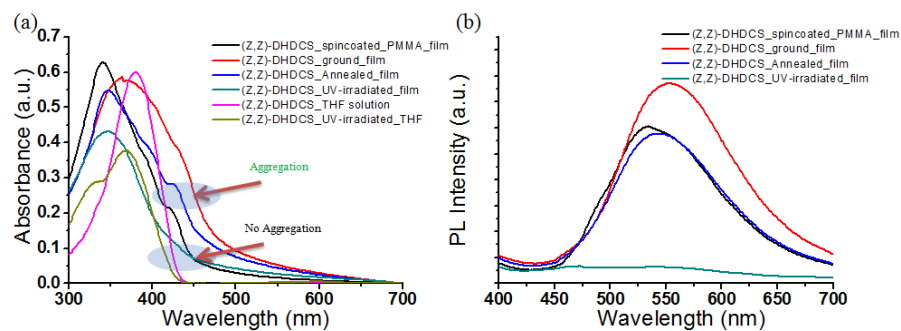 (a)
0.7
0.6
0.5
0.4
0.3
0.2
0.1
0.0
Absorbance (a.u.)
300 400 500 600 700
Wavelength (nm)
(Z,Z)-DHDCS_spincoated_PMMA_film
(Z,Z)-DHDCS_ground_film
(Z,Z)-DHDCS_Annealed_film
(Z,Z)-DHDCS_UV-irradiated_film
(Z,Z)-DHDCS_THF solution
(Z,Z)-DHDCS_UV-irradiated_THF
Aggregation
No Aggregation
(b)
PL Intensity (a.u.)
400 450 500 550 600 650 700
Wavelength (nm)
(Z,Z)-DHDCS_spincoated_PMMA_film
(Z,Z)-DHDCS_ground_film
(Z,Z)-DHDCS_Annealed_film
(Z,Z)-DHDCS_UV-irradiated_film